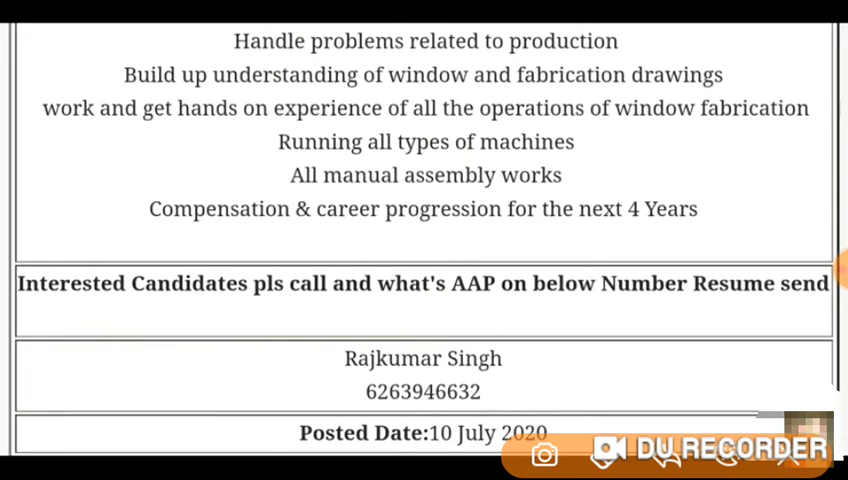 Handle problems related to production
Build up understanding of window and fabrication drawings
work and get hands on experience of all the operations of window fabrication
Running all types of machines
All manual assembly works
Compensation & career progression for the next 4 Years
Interested Candidates pls call and what's AAP on below Number Resume send
Rajkumar Singh
6263946632
Posted Date:10 July 2020
DU RECORDER